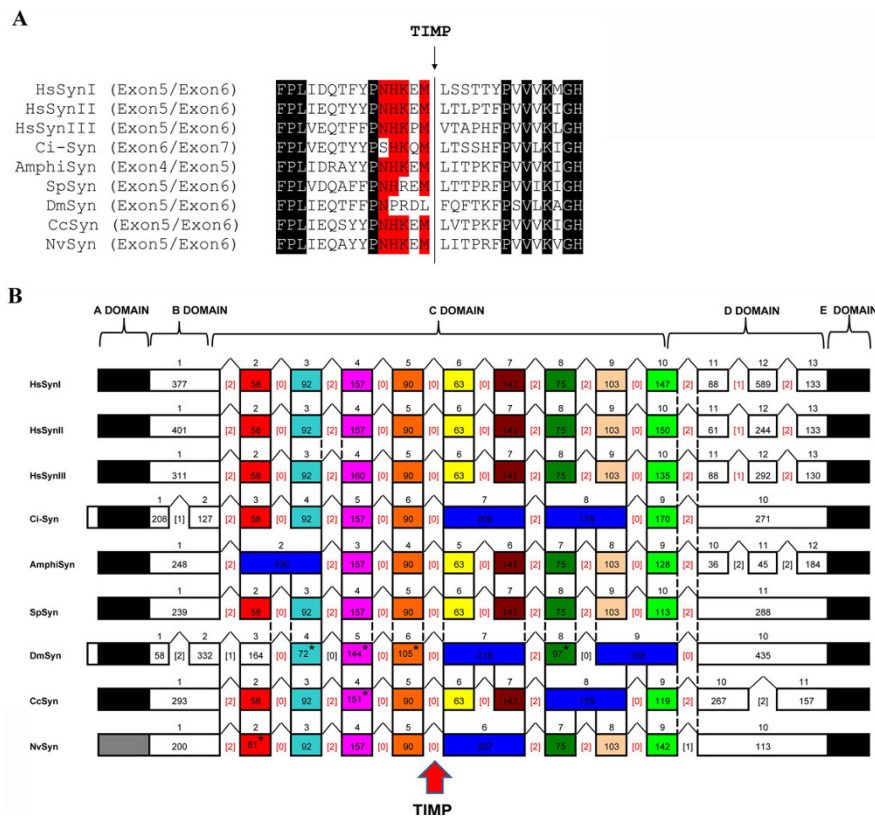 A
TIMP
HsSynI (Exon5/Exon6) FPLIDQTFYPNHKEM LSSTTYPVVVKMGH
HsSynII (Exon5/Exon6) FPLIEQTYYPNHKEM LTLPTFPVVVKIGH
HsSynIII (Exon5/Exon6) FPLVEQTFFPNHKPM VTAPHFPVVVKLGH
Ci-Syn (Exon6/Exon7) FPLVEQTYYPSHKQM LTSSHFPVVLKIGH
AmphiSyn (Exon4/Exon5) FPLIDRAYYPNHKEM LITTRFPVVVKIGH
SpSyn (Exon5/Exon6) FPLVDQAFFPNHREM LTTPRFPVVIKIGH
DmSyn (Exon5/Exon6) FPLIEQTFFPNPRDL FQFTKFPSVLKAGH
CcSyn (Exon5/Exon6) FPLIEQSYYPNHKEM LVTPKFPVVVKIGH
NvSyn (Exon5/Exon6) FPLIEQAYYPNHKEM LITPRFPVVVKVGH
B
A DOMAIN B DOMAIN C DOMAIN D DOMAIN E DOMAIN
1 2 3 4 5 6 7 8 9 10 11 12 13
HsSynI 377 [2] 58 [0] 92 [2] 157 [0] 90 [0] 63 [0] 143 [2] 75 [2] 103 [0] 147 [2] 88 [1] 589 [2] 133
1 2 3 4 5 6 7 8 9 10 11 12 13
HsSynII 401 [2] 58 [0] 92 [2] 157 [0] 90 [0] 63 [0] 143 [2] 75 [2] 103 [0] 150 [2] 61 [1] 244 [2] 133
1 2 3 4 5 6 7 8 9 10 11 12 13
HsSynIII 311 [2] 58 [0] 92 [2] 160 [0] 90 [0] 63 [0] 143 [2] 75 [2] 103 [0] 135 [2] 88 [1] 292 [2] 130
1 2 3 4 5 6 7 8 9 10
Ci-Syn 208 [1] 127 [2] 58 [0] 92 [2] 157 [0] 90 [0] 206 [2] 178 [0] 170 [2] 271
1 2 3 4 5 6 7 8 9 10 11 12
AmphiSyn 248 [2] 150 [2] 157 [0] 90 [0] 63 [0] 143 [2] 75 [2] 103 [0] 128 [2] 36 [2] 45 [2] 184
1 2 3 4 5 6 7 8 9 10 11
SpSyn 239 [2] 58 [0] 92 [2] 157 [0] 90 [0] 63 [0] 143 [2] 75 [2] 103 [0] 113 [2] 288
1 2 3 4 5 6 7 8 9 10
DmSyn 58 [2] 332 [1] 164 [0] 72* [0] 144* [0] 105* [0] 218 [2] 97* [0] [0] 435
1 2 3 4 5 6 7 8 9 10 11
CcSyn 293 [2] 58 [0] 92 [2] 151* [0] 90 [0] 63 [0] 143 [2] 178 [0] 119 [2] 267 [2] 157
1 2 3 4 5 6 7 8 9 10
NvSyn 200 [2] 61* [0] 92 [2] 157 [0] 90 [0] 207 [2] 75 [2] 103 [0] 142 [1] 113
TIMP